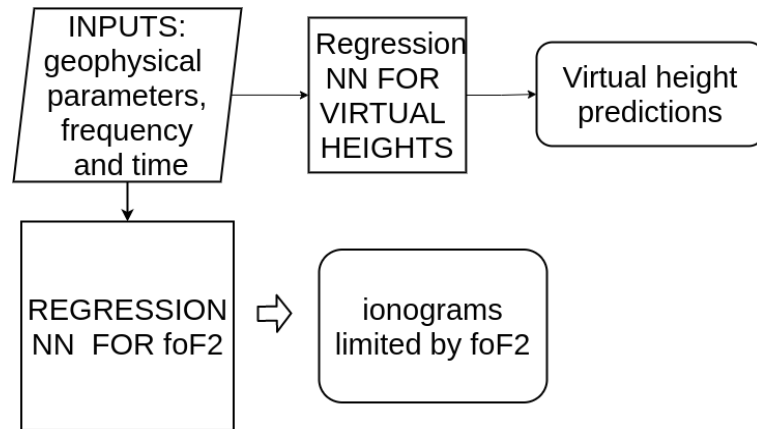 INPUTS:
geophysical
parameters,
frequency
and time
Regression
NN FOR
VIRTUAL
HEIGHTS
Virtual height
predictions
REGRESSION
NN FOR foF2
ionograms
limited by foF2